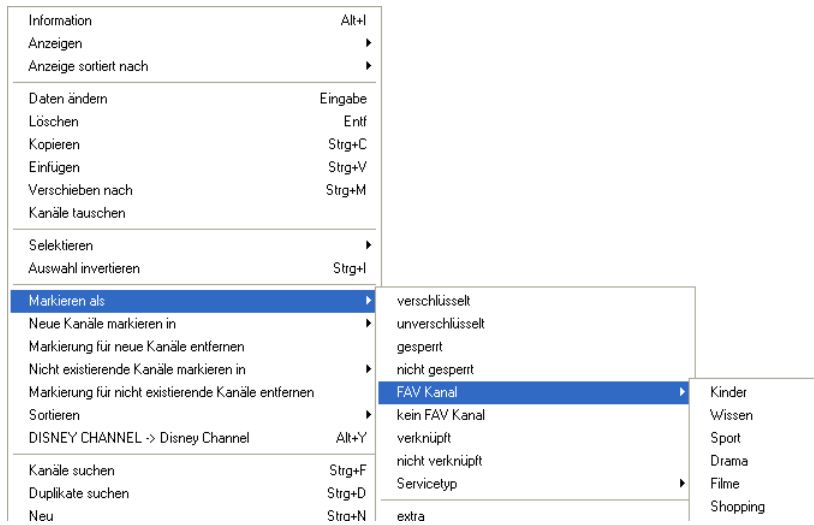 Information Alt+I
Anzeigen
Anzeige sortiert nach
Daten ändern Eingabe
Löschen Entf
Kopieren Strg+C
Einfügen Strg+V
Verschieben nach Strg+M
Kanäle tauschen
Selektieren
Auswahl invertieren Strg+I
Markieren als
Neue Kanäle markieren in
Markierung für neue Kanäle entfernen
Nicht existierende Kanäle markieren in
Markierung für nicht existierende Kanäle entfernen
Sortieren
DISNEY CHANNEL -> Disney Channel Alt+Y
Kanäle suchen Strg+F
Duplikate suchen Strg+D
Neu Strg+N
verschlüsselt
unverschlüsselt
gesperrt
nicht gesperrt
FAV Kanal
kein FAV Kanal
verknüpft
nicht verknüpft
Servicetyp
extra
Kinder
Wissen
Sport
Drama
Filme
Shopping